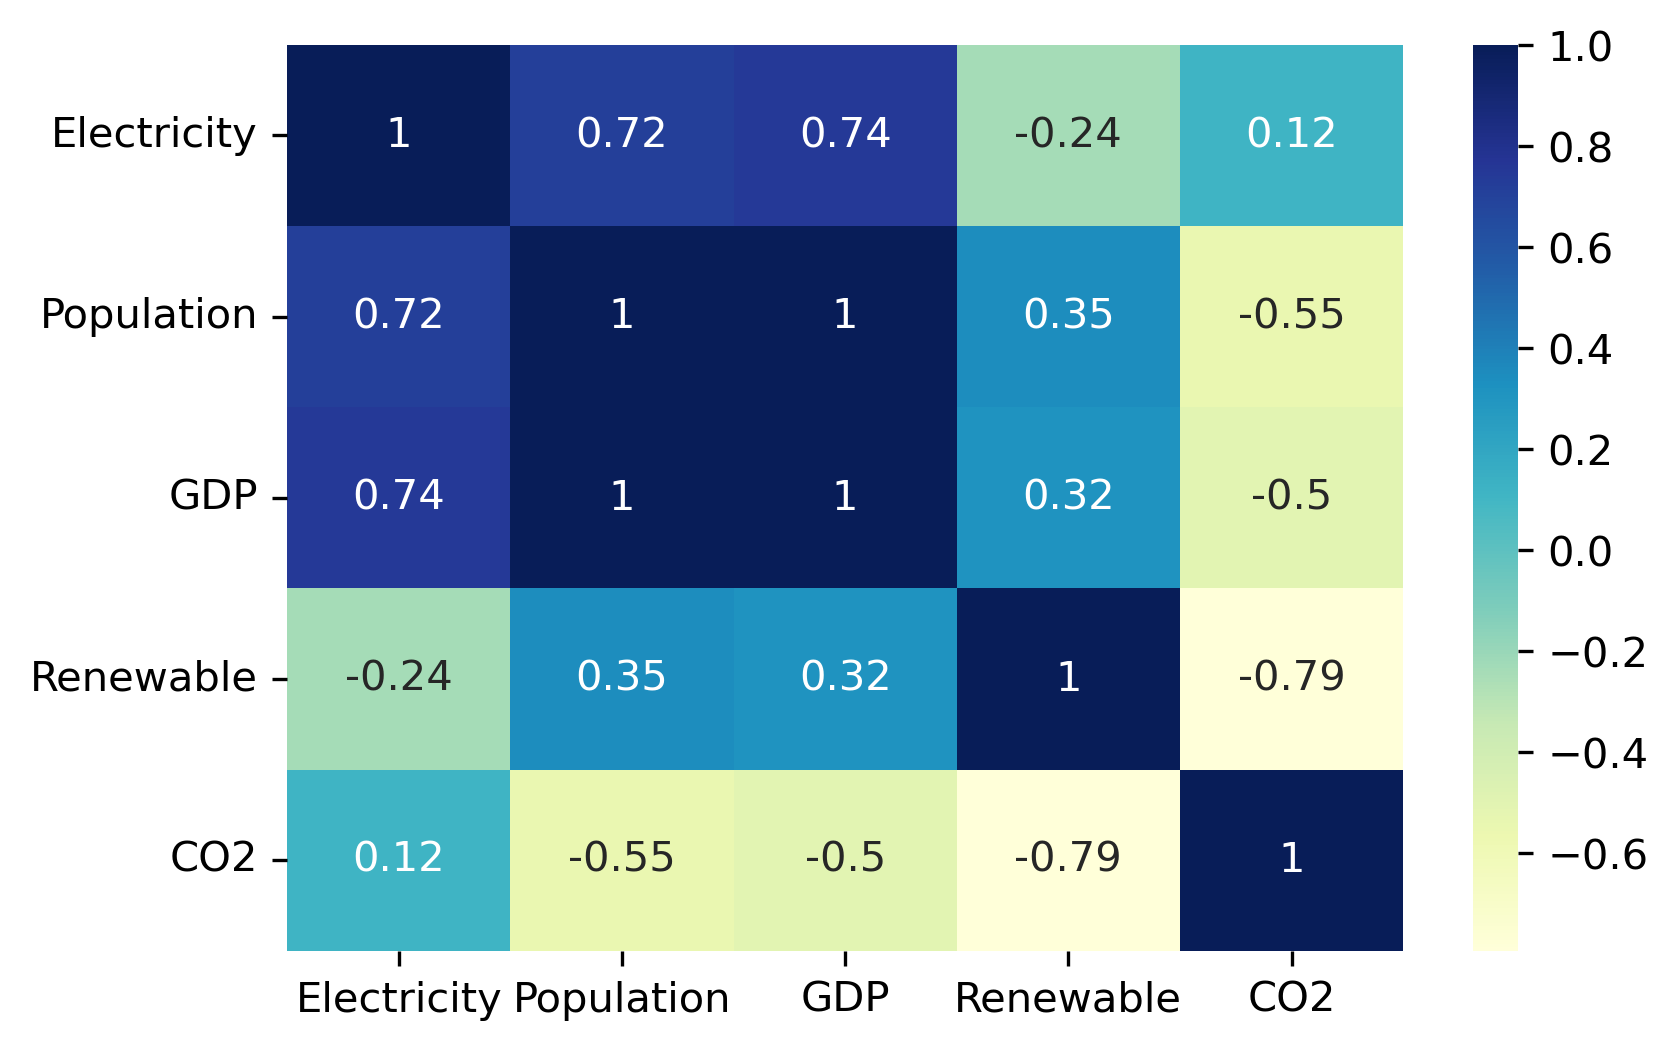 Electricity 1 0.72 0.74 -0.24 0.12
Population 0.72 1 1 0.35 -0.55
GDP 0.74 1 1 0.32 -0.5
Renewable -0.24 0.35 0.32 1 -0.79
CO2 0.12 -0.55 -0.5 -0.79 1
Electricity Population GDP Renewable CO2
1.0
0.8
0.6
0.4
0.2
0.0
−0.2
−0.4
−0.6